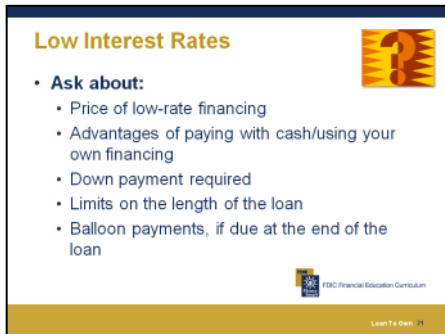 Low Interest Rates
• Ask about:
• Price of low-rate financing
• Advantages of paying with cash/using your
own financing
• Down payment required
• Limits on the length of the loan
• Balloon payments, if due at the end of the
loan
FDIC Financial Education Curriculum
Loan To Own 21